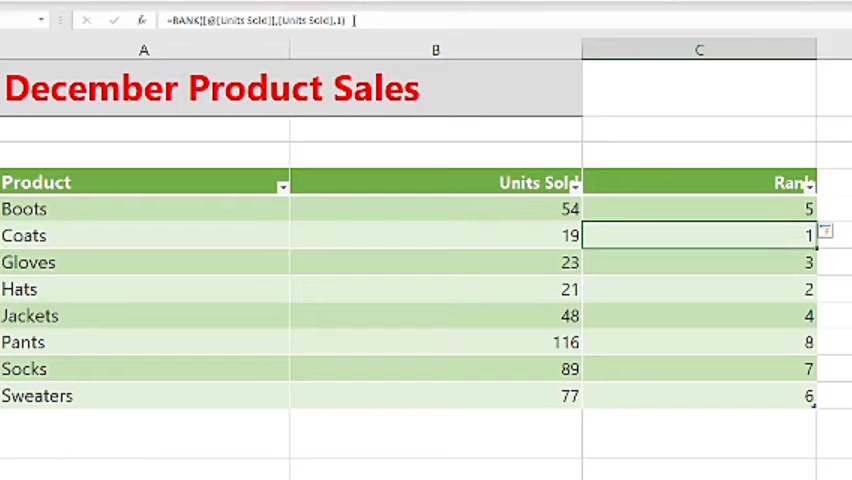 fx =RANK([@[Units Sold]],[Units Sold],1)
A B C
December Product Sales
Product Units Sold Rank
Boots 54 5
Coats 19 1
Gloves 23 3
Hats 21 2
Jackets 48 4
Pants 116 8
Socks 89 7
Sweaters 77 6